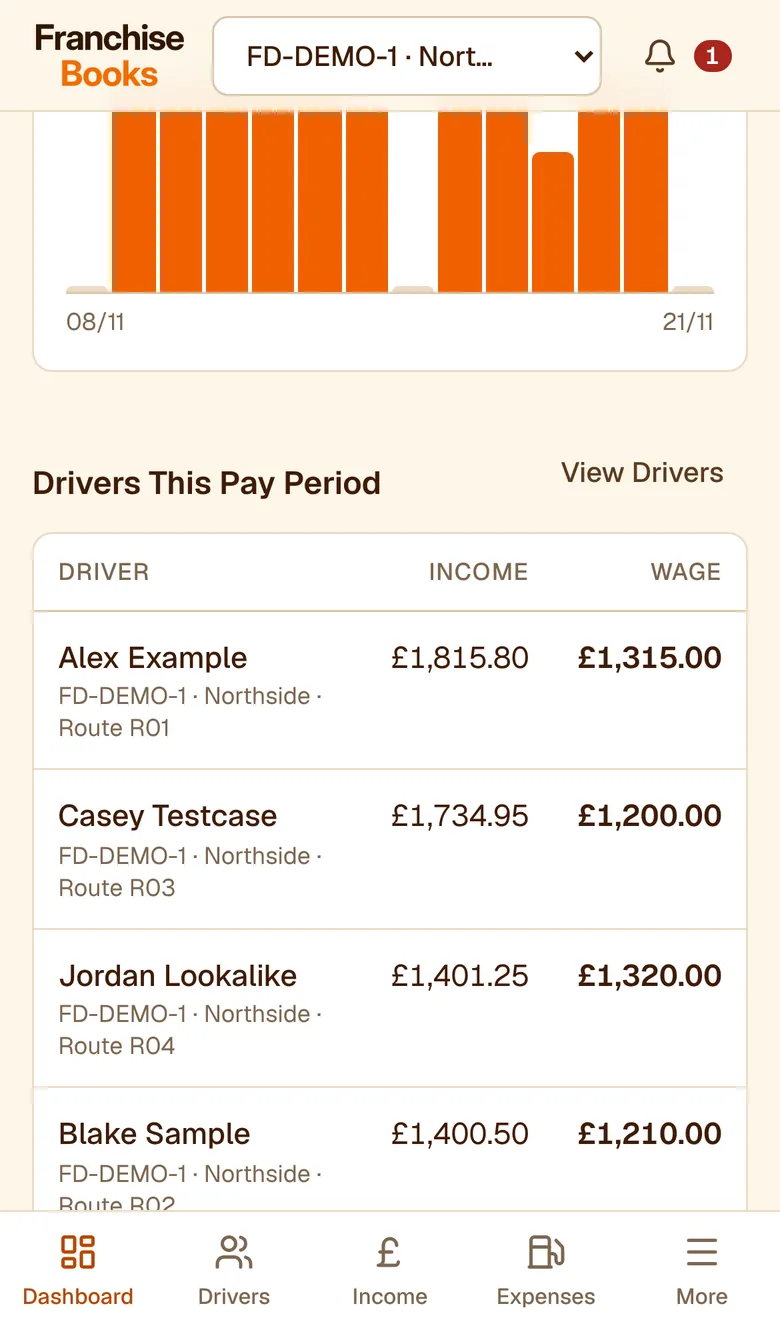 Franchise
Books
FD-DEMO-1 · Nort...
1
08/11
21/11
Drivers This Pay Period
View Drivers
DRIVER
INCOME
WAGE
Alex Example
£1,815.80
£1,315.00
FD-DEMO-1 · Northside ·
Route R01
Casey Testcase
£1,734.95
£1,200.00
FD-DEMO-1 · Northside ·
Route R03
Jordan Lookalike
£1,401.25
£1,320.00
FD-DEMO-1 · Northside ·
Route R04
Blake Sample
£1,400.50
£1,210.00
FD-DEMO-1 · Northside ·
Route R02
Dashboard
Drivers
Income
Expenses
More